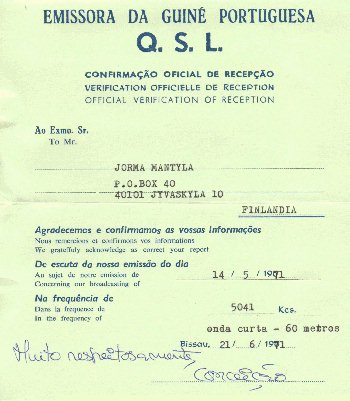 EMISSORA DA GUINÉ PORTUGUESA
Q. S. L.
CONFIRMAÇÃO OFICIAL DE RECEPÇÃO
VERIFICATION OFFICIELLE DE RECEPTION
OFFICIAL VERIFICATION OF RECEPTION
Ao Exmo. Sr.
To Mr.
JORMA MANTYLA
P.O.BOX 40
40101 JYVASKYLA 10
FINLANDIA
Agradecemos e confirmamos as vossas informações
Nous remercions et confirmons vos informations
We gratefuly acknowledge as correct your report
De escuta da nossa emissão do dia
Au sujet de notre emission de 14 / 5 / 1971
Concerning our broadcasting of
Na frequência de
Dans la frequence de 5041 Kcs.
In the frequency of
onda curta - 60 metros
Bissau, 21/ 6 /1971
Muito respeitosamente,
Conceição